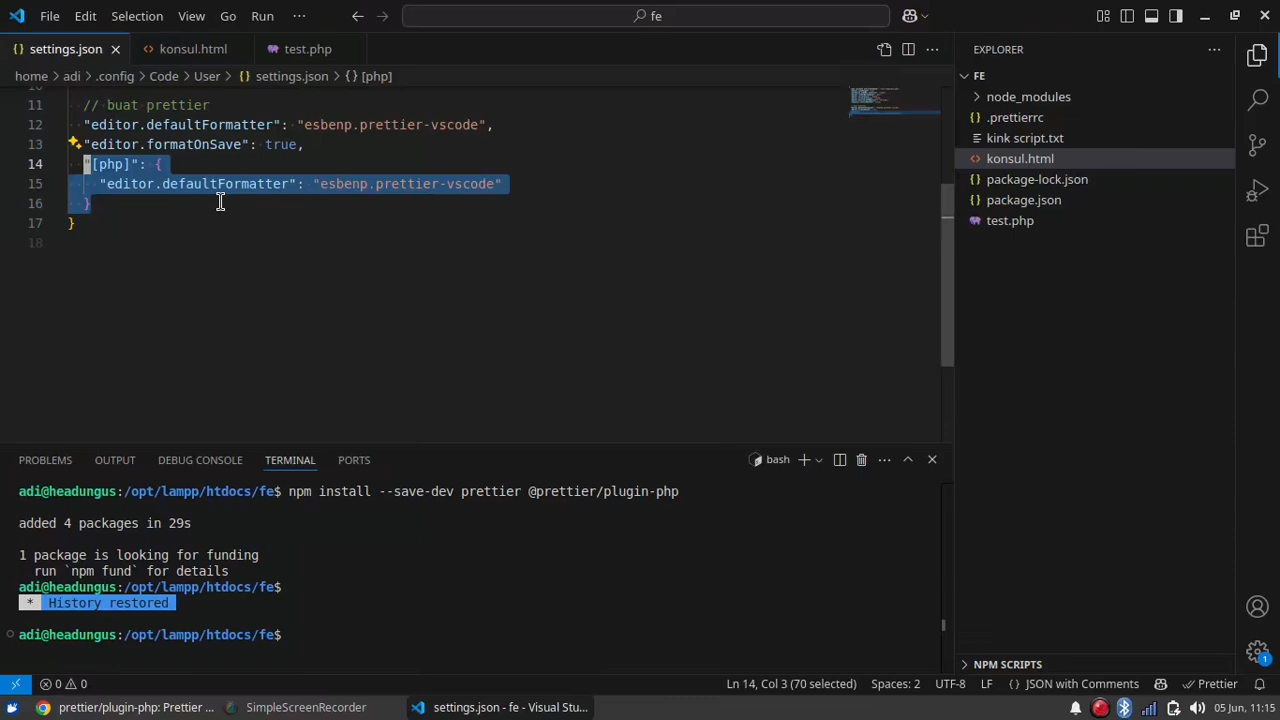 File Edit Selection View Go Run ··· fe
settings.json konsul.html test.php
home adi .config Code User settings.json [php]
11 // buat prettier
12 "editor.defaultFormatter": "esbenp.prettier-vscode",
13 "editor.formatOnSave": true,
14 "[php]": {
15 "editor.defaultFormatter": "esbenp.prettier-vscode"
16 }
17 }
18
PROBLEMS OUTPUT DEBUG CONSOLE TERMINAL PORTS bash
adi@headungus:/opt/lampp/htdocs/fe$ npm install --save-dev prettier @prettier/plugin-php
added 4 packages in 29s
1 package is looking for funding
run `npm fund` for details
adi@headungus:/opt/lampp/htdocs/fe$
* History restored
adi@headungus:/opt/lampp/htdocs/fe$
EXPLORER
FE
node_modules
.prettierrc
kink script.txt
konsul.html
package-lock.json
package.json
test.php
NPM SCRIPTS
1
0 0 Ln 14, Col 3 (70 selected) Spaces: 2 UTF-8 LF {} JSON with Comments Prettier
prettier/plugin-php: Prettier ... SimpleScreenRecorder settings.json - fe - Visual Stu... 05 Jun, 11:15